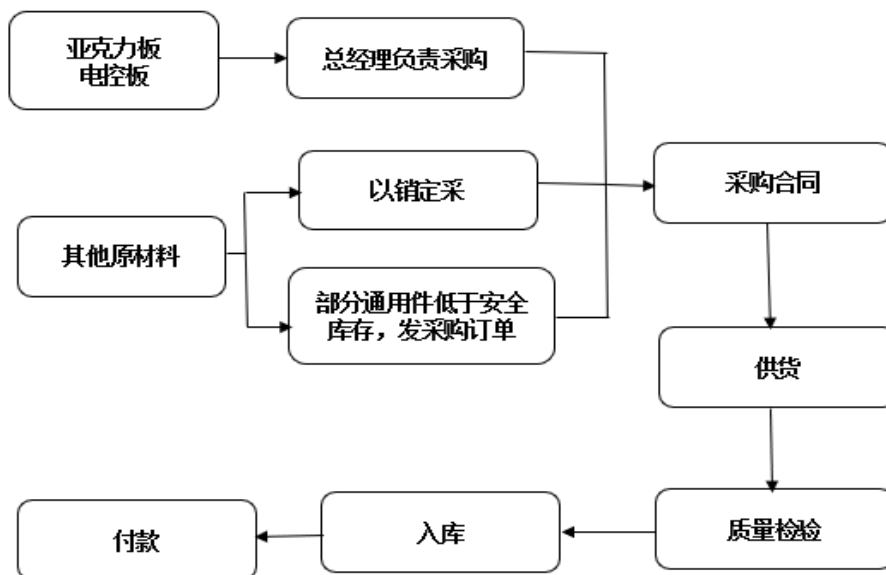 亚克力板
电控板
总经理负责采购
以销定采
采购合同
其他原材料
部分通用件低于安全
库存，发采购订单
供货
付款
入库
质量检验